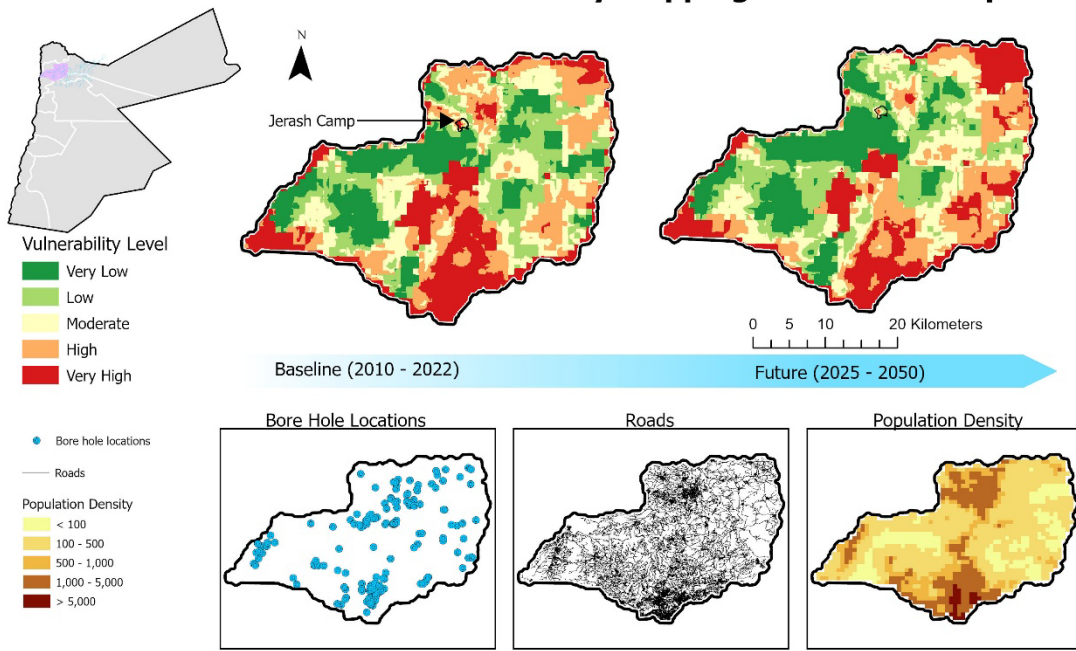 N
Jerash Camp
Vulnerability Level
Very Low
Low
Moderate
High
Very High
0 5 10 20 Kilometers
Baseline (2010 - 2022)
Future (2025 - 2050)
Bore Hole Locations
Roads
Population Density
Bore hole locations
Roads
Population Density
< 100
100 - 500
500 - 1,000
1,000 - 5,000
> 5,000